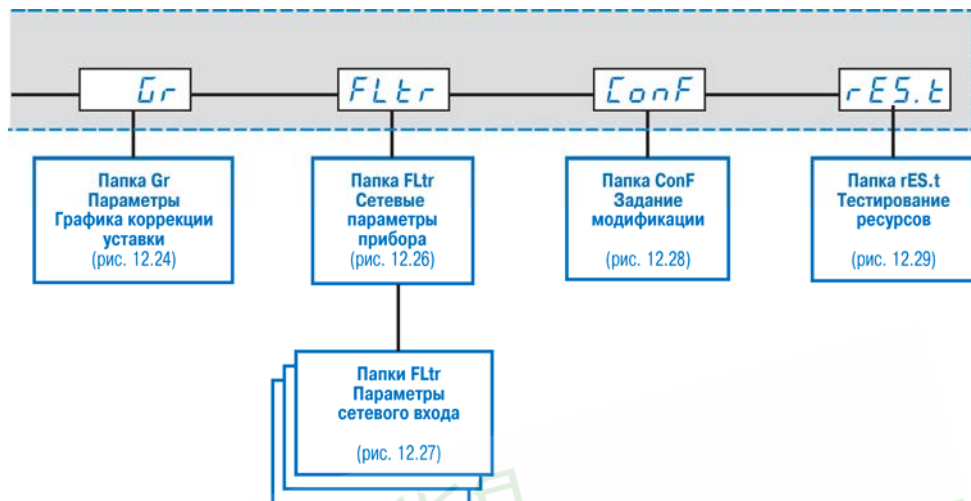 Gr FLtr ConF rES.t
Папка Gr
Параметры
Графика коррекции
уставки
(рис. 12.24)
Папка FLtr
Сетевые
параметры
прибора
(рис. 12.26)
Папка ConF
Задание
модификации
(рис. 12.28)
Папка rES.t
Тестирование
ресурсов
(рис. 12.29)
Папки FLtr
Параметры
сетевого входа
(рис. 12.27)